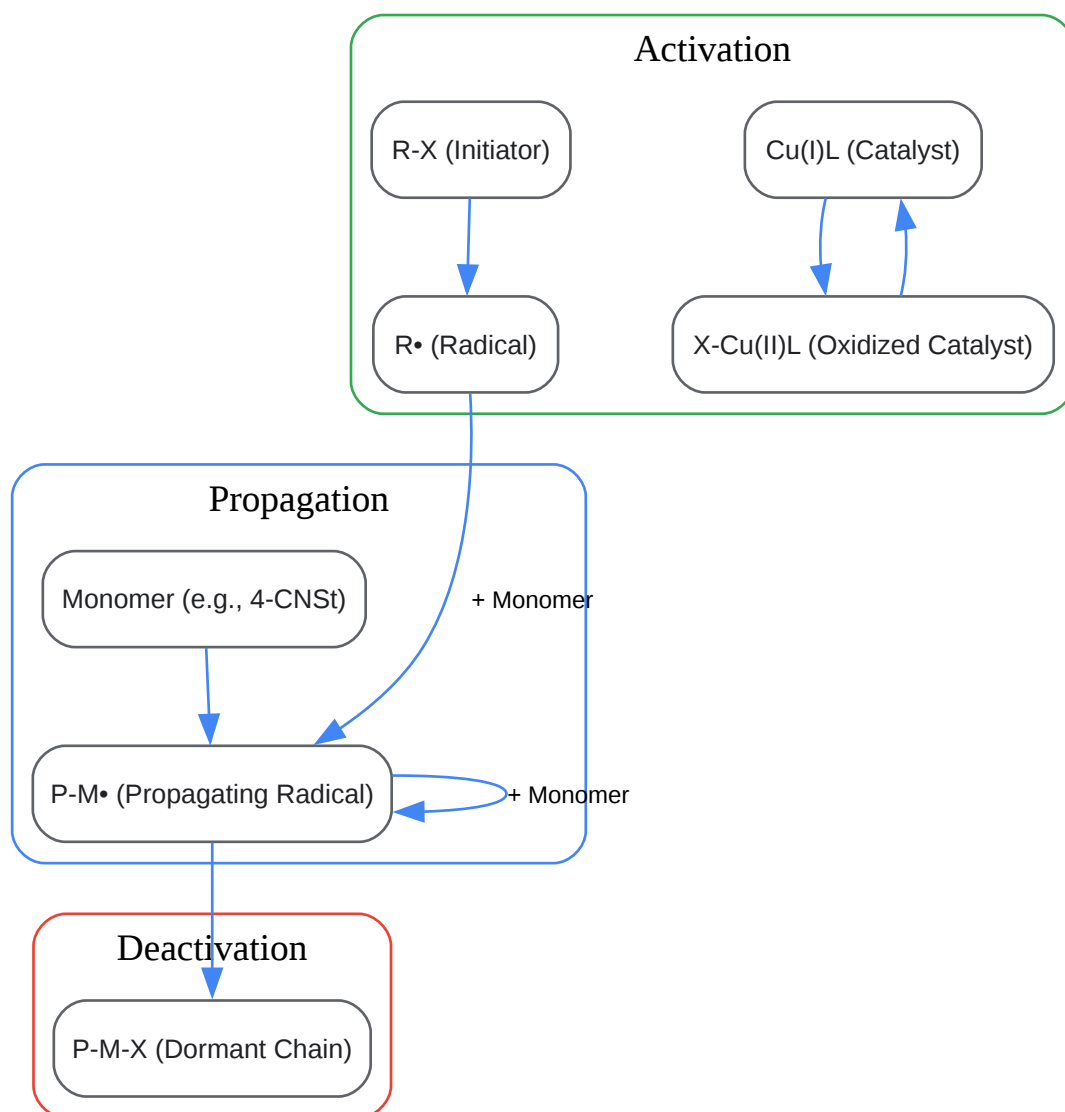 Activation
R-X (Initiator)
Cu(I)L (Catalyst)
R• (Radical)
X-Cu(II)L (Oxidized Catalyst)
Propagation
Monomer (e.g., 4-CNSt)
+ Monomer
P-M• (Propagating Radical)
+ Monomer
Deactivation
P-M-X (Dormant Chain)